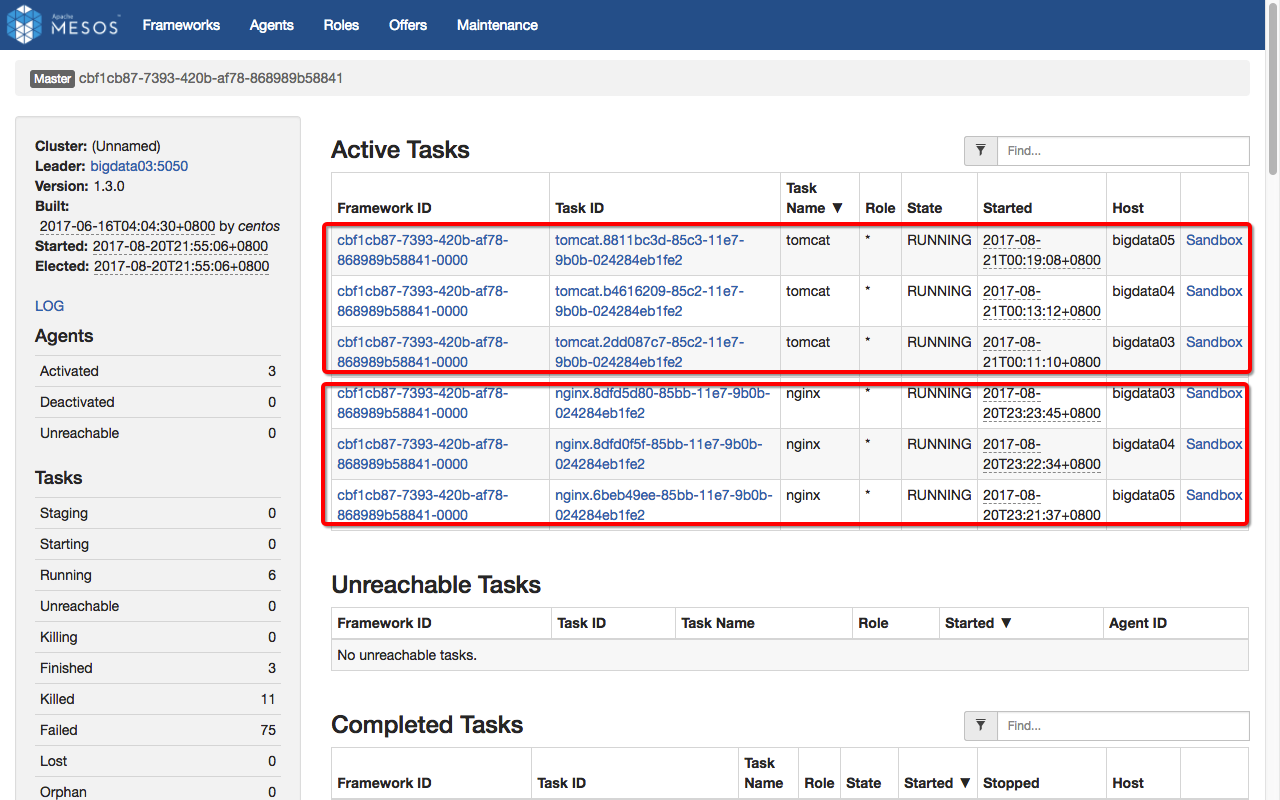 Apache
MESOS™
Frameworks Agents Roles Offers Maintenance
Master cbf1cb87-7393-420b-af78-868989b58841
Cluster: (Unnamed)
Leader: bigdata03:5050
Version: 1.3.0
Built:
2017-06-16T04:04:30+0800 by centos
Started: 2017-08-20T21:55:06+0800
Elected: 2017-08-20T21:55:06+0800
LOG
Agents
Activated 3
Deactivated 0
Unreachable 0
Tasks
Staging 0
Starting 0
Running 6
Unreachable 0
Killing 0
Finished 3
Killed 11
Failed 75
Lost 0
Orphan 0
Active Tasks
Find...
Task
Framework ID Task ID Name ▼ Role State Started Host
cbf1cb87-7393-420b-af78- tomcat.8811bc3d-85c3-11e7- tomcat * RUNNING 2017-08- bigdata05 Sandbox
868989b58841-0000 9b0b-024284eb1fe2 21T00:19:08+0800
cbf1cb87-7393-420b-af78- tomcat.b4616209-85c2-11e7- tomcat * RUNNING 2017-08- bigdata04 Sandbox
868989b58841-0000 9b0b-024284eb1fe2 21T00:13:12+0800
cbf1cb87-7393-420b-af78- tomcat.2dd087c7-85c2-11e7- tomcat * RUNNING 2017-08- bigdata03 Sandbox
868989b58841-0000 9b0b-024284eb1fe2 21T00:11:10+0800
cbf1cb87-7393-420b-af78- nginx.8dfd5d80-85bb-11e7-9b0b- nginx * RUNNING 2017-08- bigdata03 Sandbox
868989b58841-0000 024284eb1fe2 20T23:23:45+0800
cbf1cb87-7393-420b-af78- nginx.8dfd0f5f-85bb-11e7-9b0b- nginx * RUNNING 2017-08- bigdata04 Sandbox
868989b58841-0000 024284eb1fe2 20T23:22:34+0800
cbf1cb87-7393-420b-af78- nginx.6beb49ee-85bb-11e7-9b0b- nginx * RUNNING 2017-08- bigdata05 Sandbox
868989b58841-0000 024284eb1fe2 20T23:21:37+0800
Unreachable Tasks
Framework ID Task ID Task Name Role Started ▼ Agent ID
No unreachable tasks.
Completed Tasks
Find...
Task
Framework ID Task ID Name Role State Started ▼ Stopped Host